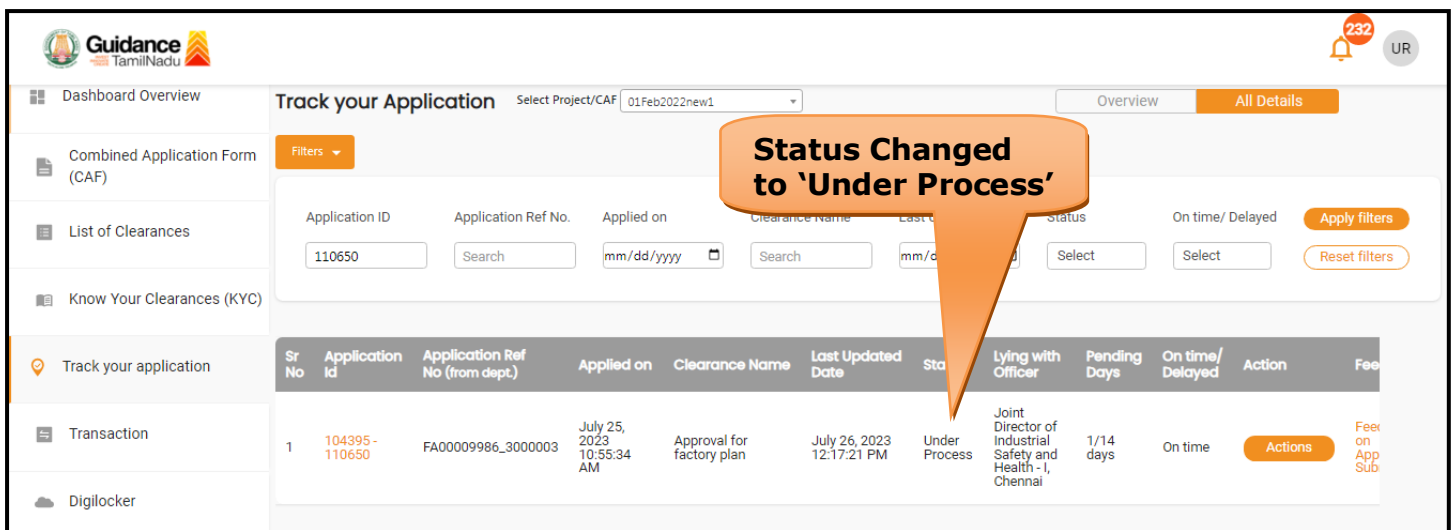 Guidance
TamilNadu
232
UR
Dashboard Overview
Track your Application
Select Project/CAF
01Feb2022new1
Overview
All Details
Combined Application Form
(CAF)
Filters
Status Changed
to ‘Under Process’
List of Clearances
Application ID
Application Ref No.
Applied on
Clearance Name
Status
On time/ Delayed
Apply filters
110650
Search
mm/dd/yyyy
Search
Select
Select
Reset filters
Know Your Clearances (KYC)
Track your application
Sr
No
Application
Id
Application Ref
No (from dept.)
Applied on
Clearance Name
Last Updated
Date
Lying with
Officer
Pending
Days
On time/
Delayed
Action
1
104395 -
110650
FA00009986_3000003
July 25,
2023
10:55:34
AM
Approval for
factory plan
July 26, 2023
12:17:21 PM
Under
Process
Joint
Director of
Industrial
Safety and
Health - I,
Chennai
1/14
days
On time
Actions
on
Transaction
Digilocker